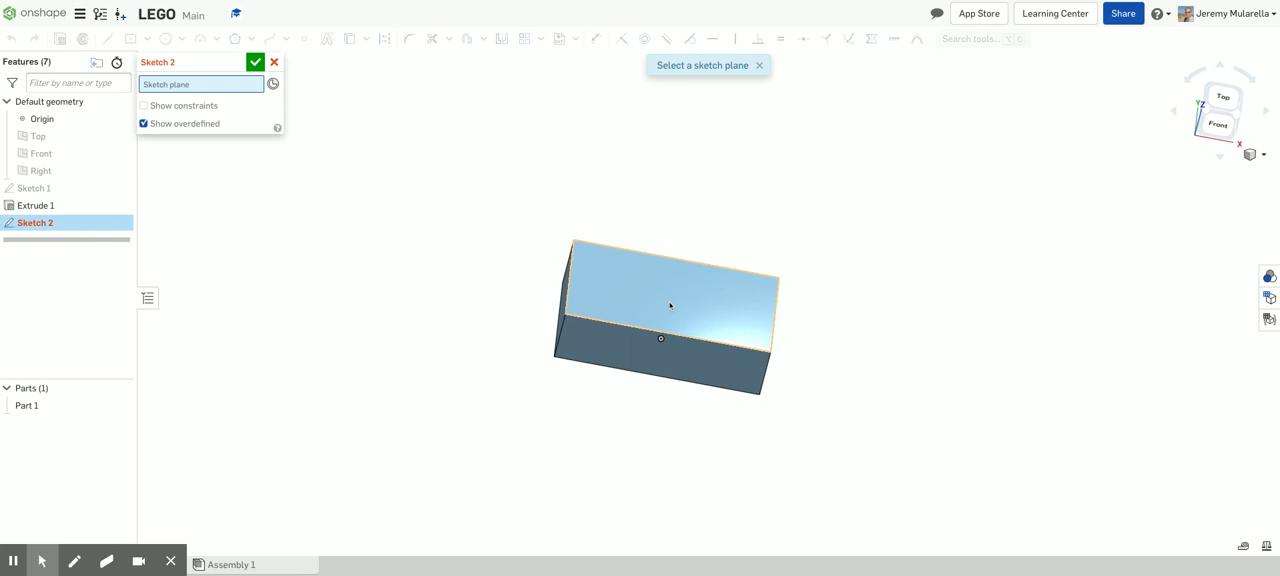 onshape LEGO Main App Store Learning Center Share Jeremy Mularella
Search tools... ⌥ C
Features (7)
Filter by name or type
Default geometry
Origin
Top
Front
Right
Sketch 1
Extrude 1
Sketch 2
Sketch 2
Sketch plane
Show constraints
Show overdefined
Select a sketch plane
Top
Front
Z
X
Parts (1)
Part 1
Assembly 1